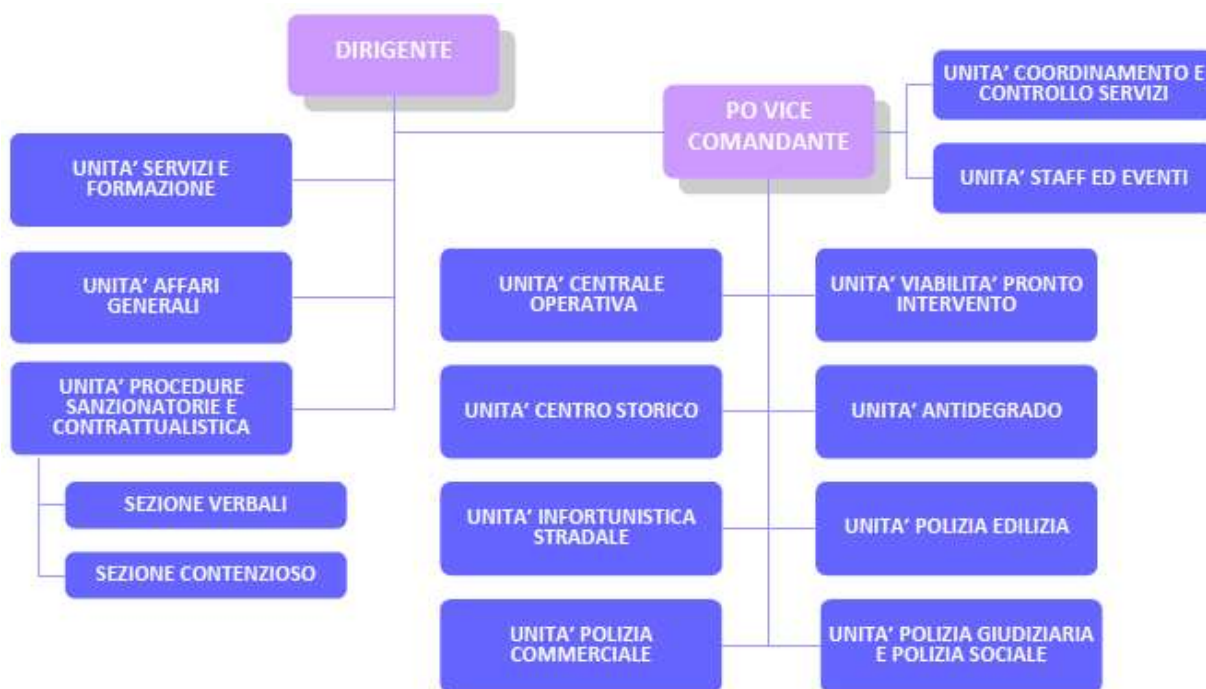 DIRIGENTE
PO VICE
COMANDANTE
UNITA’ COORDINAMENTO E
CONTROLLO SERVIZI
UNITA’ STAFF ED EVENTI
UNITA’ SERVIZI E
FORMAZIONE
UNITA’ AFFARI
GENERALI
UNITA’ PROCEDURE
SANZIONATORIE E
CONTRATTUALISTICA
SEZIONE VERBALI
SEZIONE CONTENZIOSO
UNITA’ CENTRALE
OPERATIVA
UNITA’ VIABILITA’ PRONTO
INTERVENTO
UNITA’ CENTRO STORICO
UNITA’ ANTIDEGRADO
UNITA’ INFORTUNISTICA
STRADALE
UNITA’ POLIZIA EDILIZIA
UNITA’ POLIZIA
COMMERCIALE
UNITA’ POLIZIA GIUDIZIARIA
E POLIZIA SOCIALE